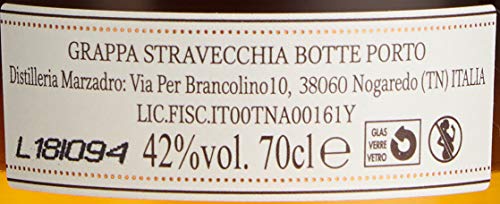 GRAPPA STRAVECCHIA BOTTE PORTO
Distilleria Marzadro: Via Per Brancolino10, 38060 Nogaredo (TN) ITALIA
LIC.FISC.IT00TNA00161Y
L181094 42%vol. 70cl e
GLAS
VERRE
VETRO